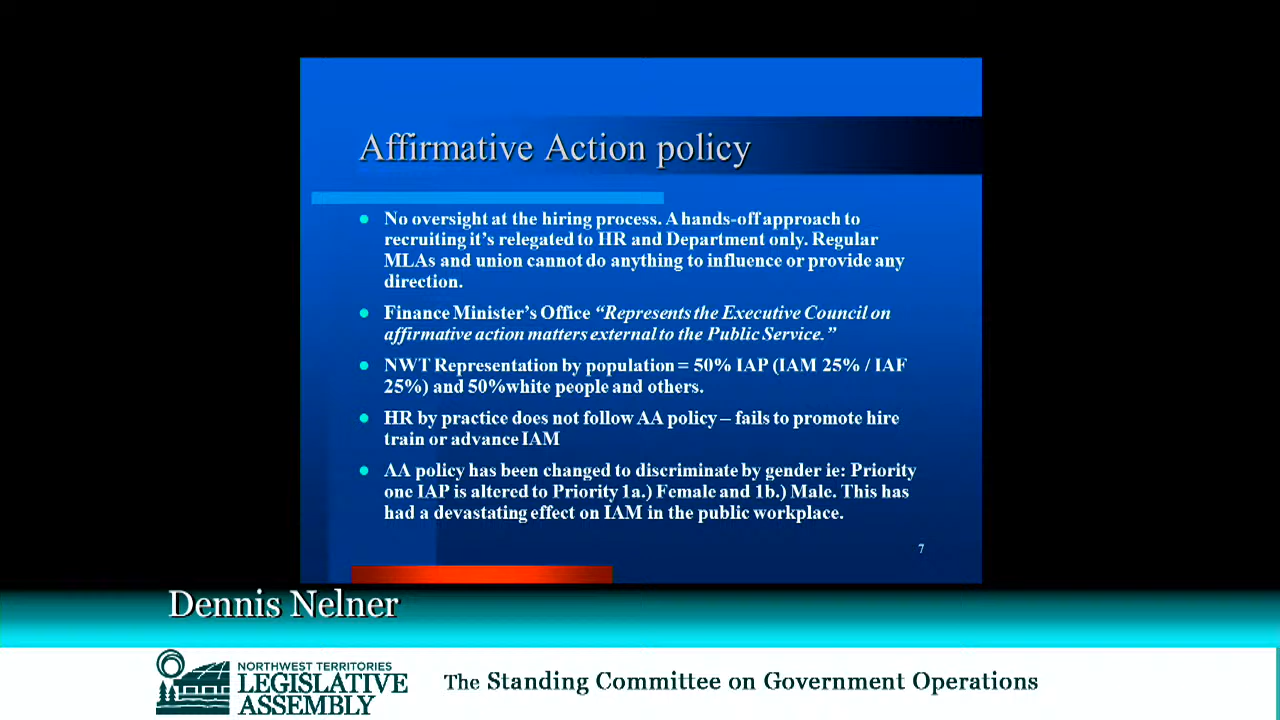 Affirmative Action policy
No oversight at the hiring process. A hands-off approach to
recruiting it's relegated to HR and Department only. Regular
MLAs and union cannot do anything to influence or provide any
direction.
Finance Minister's Office “Represents the Executive Council on
affirmative action matters external to the Public Service.”
NWT Representation by population = 50% IAP (IAM 25% / IAF
25%) and 50%white people and others.
HR by practice does not follow AA policy – fails to promote hire
train or advance IAM
AA policy has been changed to discriminate by gender ie: Priority
one IAP is altered to Priority 1a.) Female and 1b.) Male. This has
had a devastating effect on IAM in the public workplace.
7
Dennis Nelner
NORTHWEST TERRITORIES
LEGISLATIVE
ASSEMBLY
The Standing Committee on Government Operations